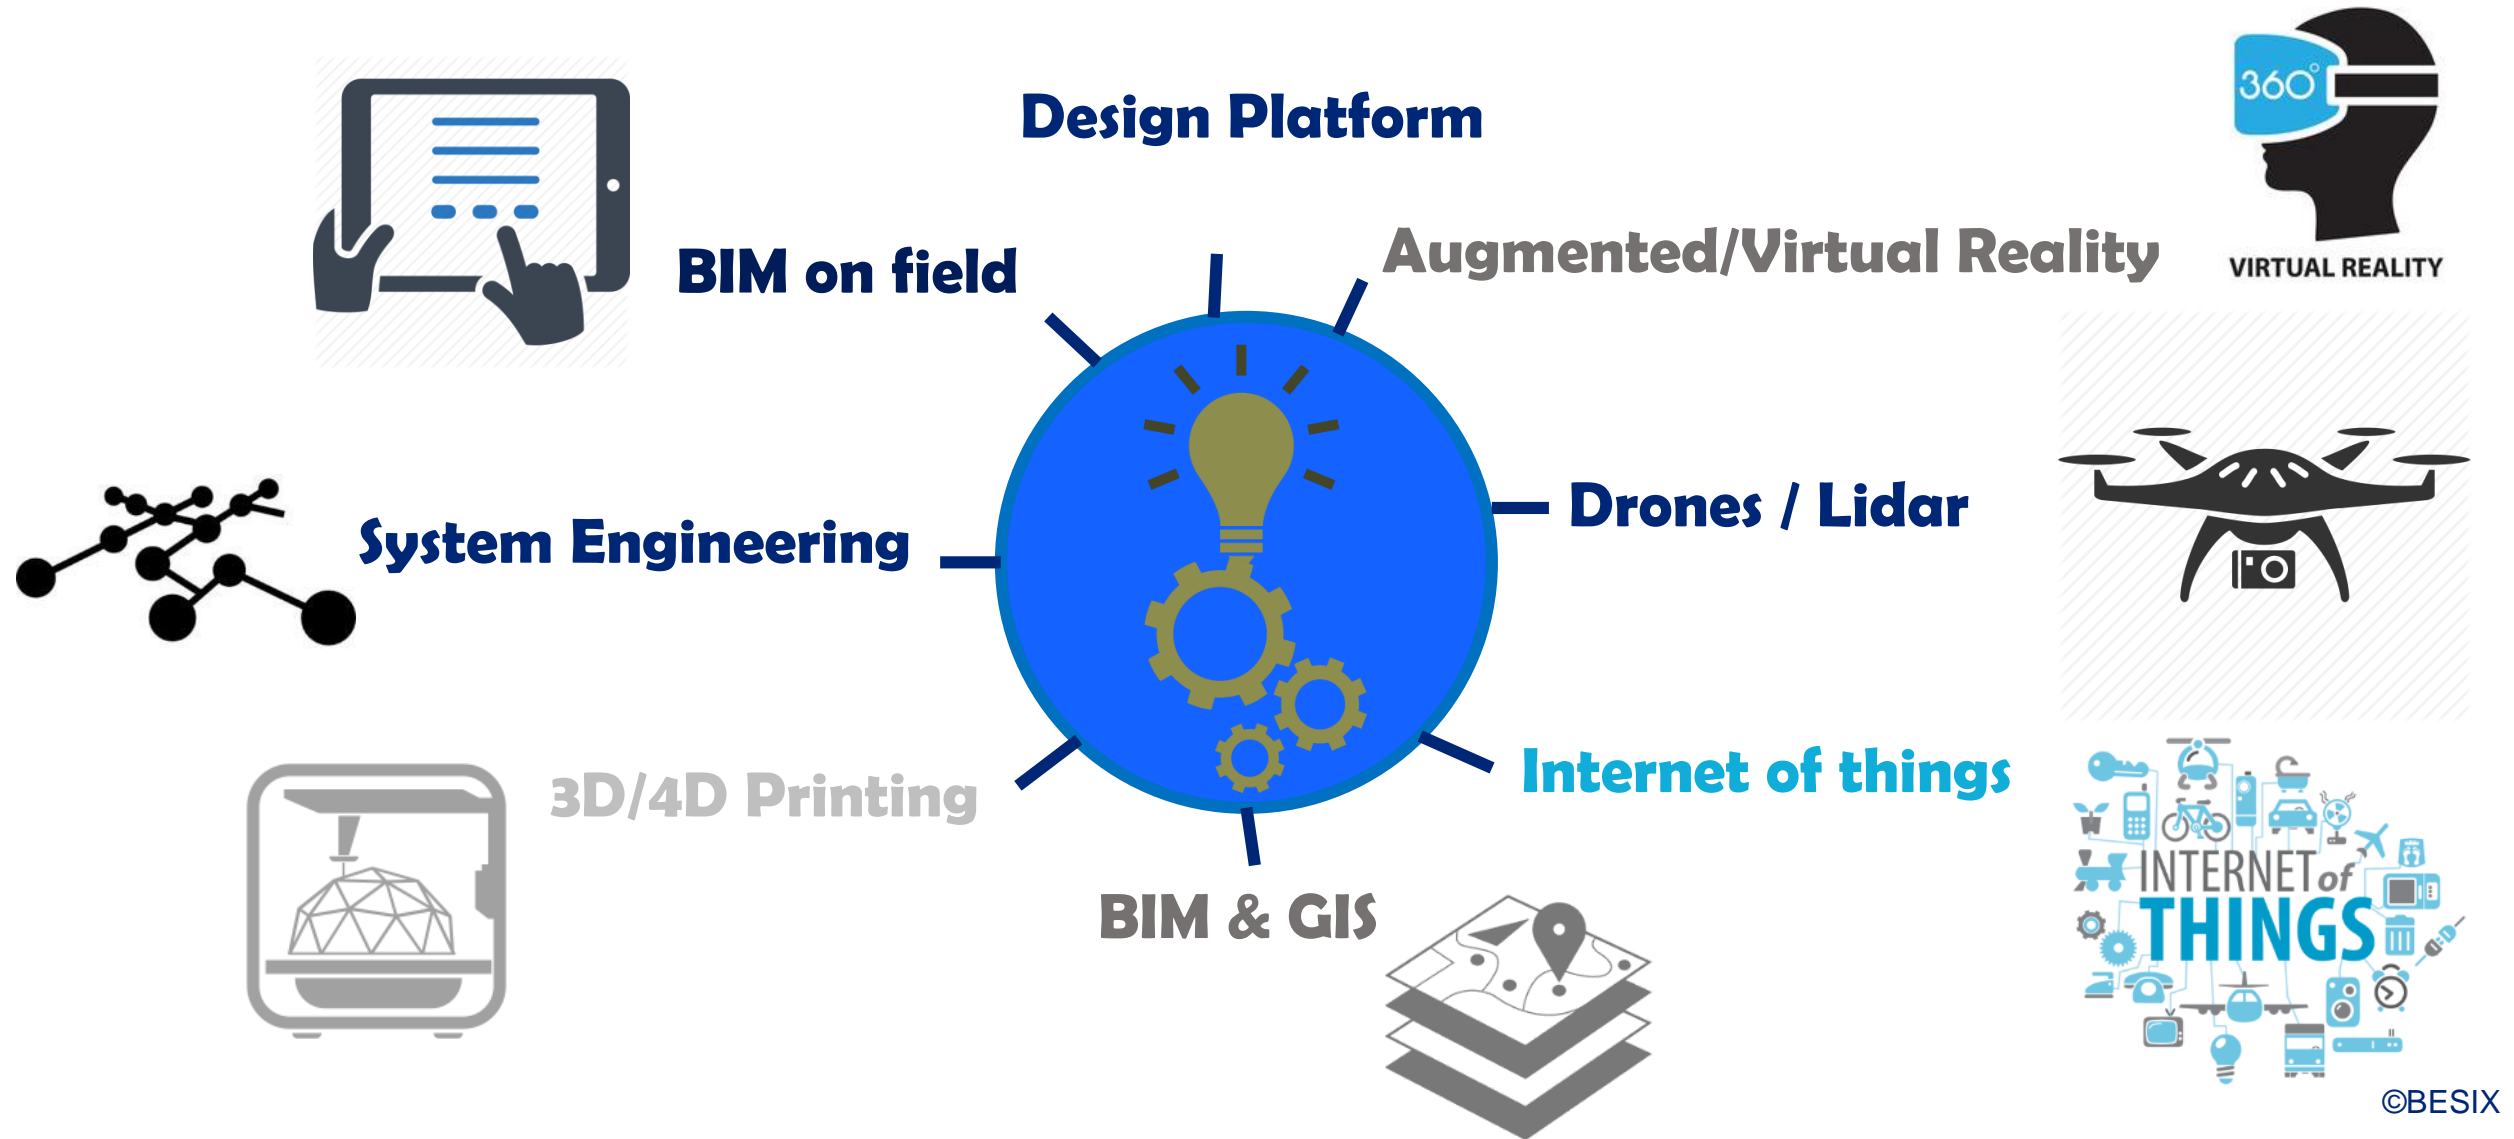 Design Platform
360°
BIM on field
Augmented/Virtual Reality
VIRTUAL REALITY
System Engineering
Drones / Lidar
3D/4D Printing
Internet of things
INTERNET of
THINGS
BIM & GIS
©BESIX